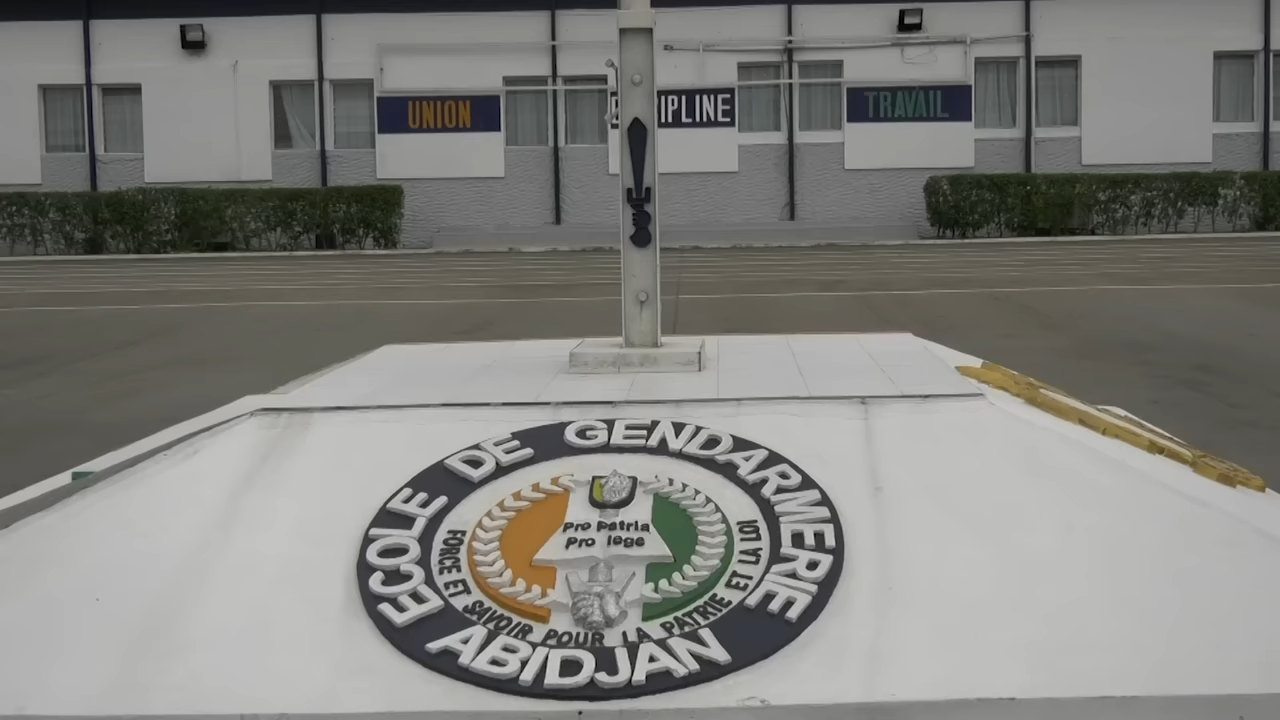 UNION
IPLINE
TRAVAIL
ECOLE DE GENDARMERIE
ABIDJAN
Pro Patria
Pro lege
FORCE ET SAVOIR POUR LA PATRIE ET LA LOI